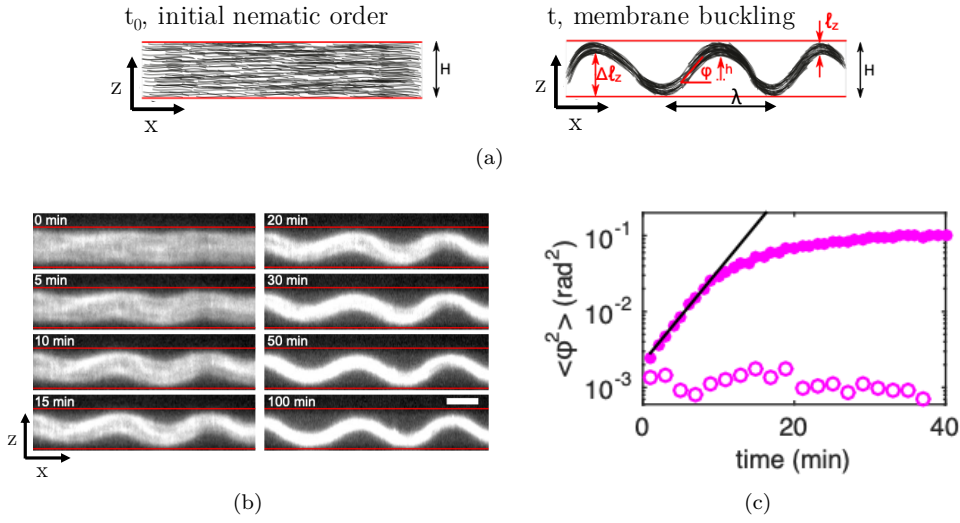 t₀, initial nematic order
t, membrane buckling
H
z
x
Δℓz
φ
h
λ
ℓz
H
z
x
(a)
0 min
5 min
10 min
15 min
20 min
30 min
50 min
100 min
z
x
(b)
<φ²> (rad²)
10⁻¹
10⁻²
10⁻³
0
20
40
time (min)
(c)